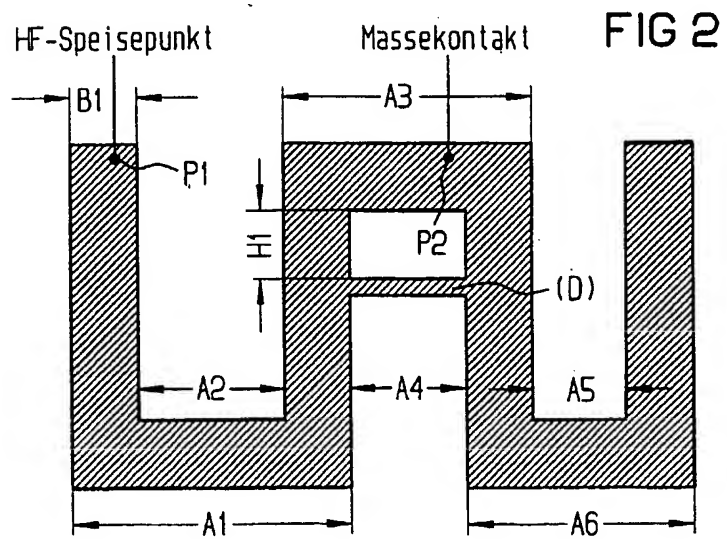 FIG 2
HF-Speisepunkt
Massekontakt
B1
A3
P1
P2
H1
(D)
A2
A4
A5
A1
A6